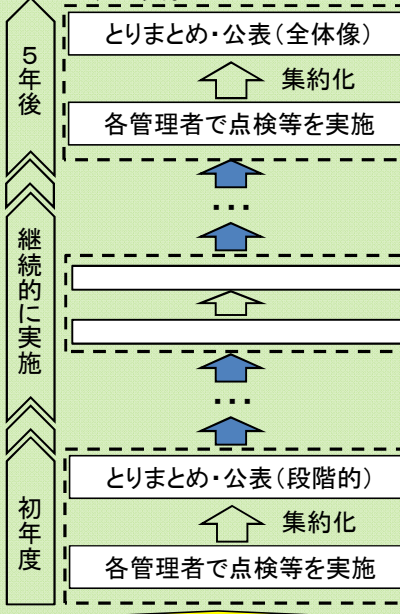 5年後
とりまとめ・公表(全体像)
集約化
各管理者で点検等を実施
…
継続的に実施
…
初年度
とりまとめ・公表(段階的)
集約化
各管理者で点検等を実施